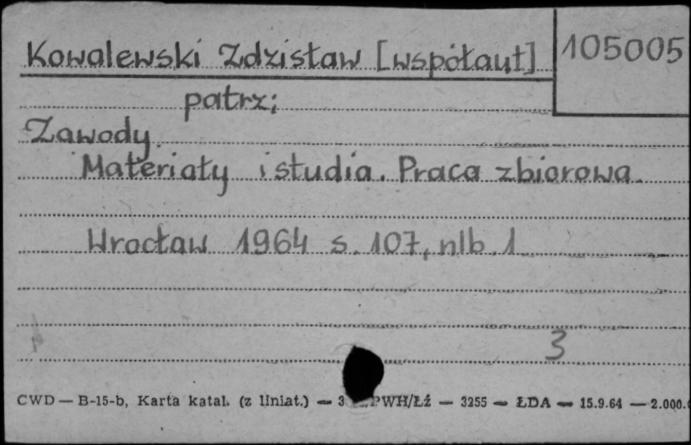 Kowalewski Zdzisław [współaut] 105005
patrz:
Zawody.
Materiały i studia. Praca zbiorowa.
Wrocław 1964 s. 107, nlb. 1
3
CWD — B-15-b, Karta katal. (z liniat.) — 3 PWH/Łź — 3255 — ŁDA — 15.9.64 — 2.000.